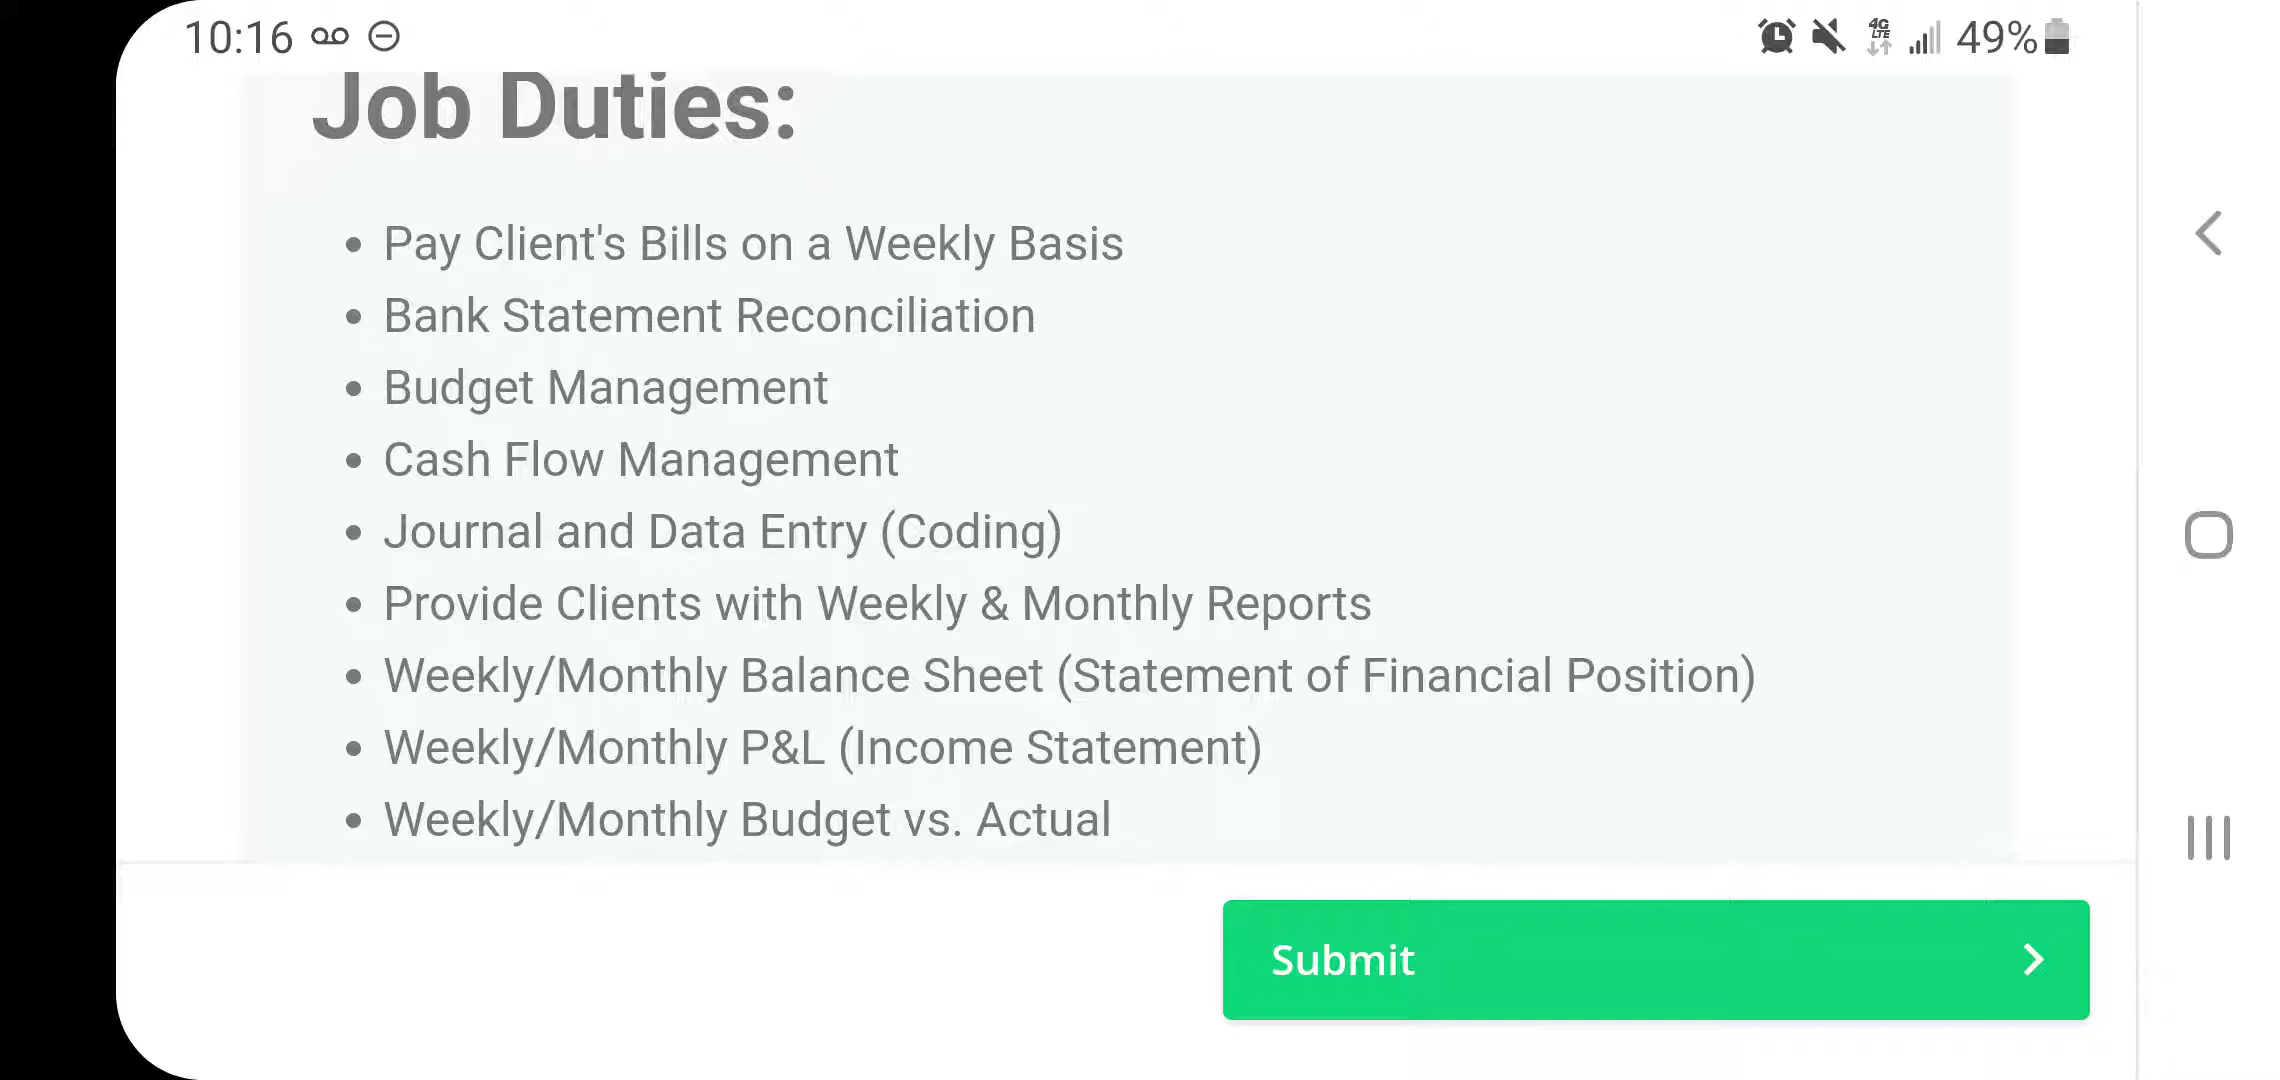 10:16 4G LTE 49%
Job Duties:
• Pay Client's Bills on a Weekly Basis
• Bank Statement Reconciliation
• Budget Management
• Cash Flow Management
• Journal and Data Entry (Coding)
• Provide Clients with Weekly & Monthly Reports
• Weekly/Monthly Balance Sheet (Statement of Financial Position)
• Weekly/Monthly P&L (Income Statement)
• Weekly/Monthly Budget vs. Actual
Submit